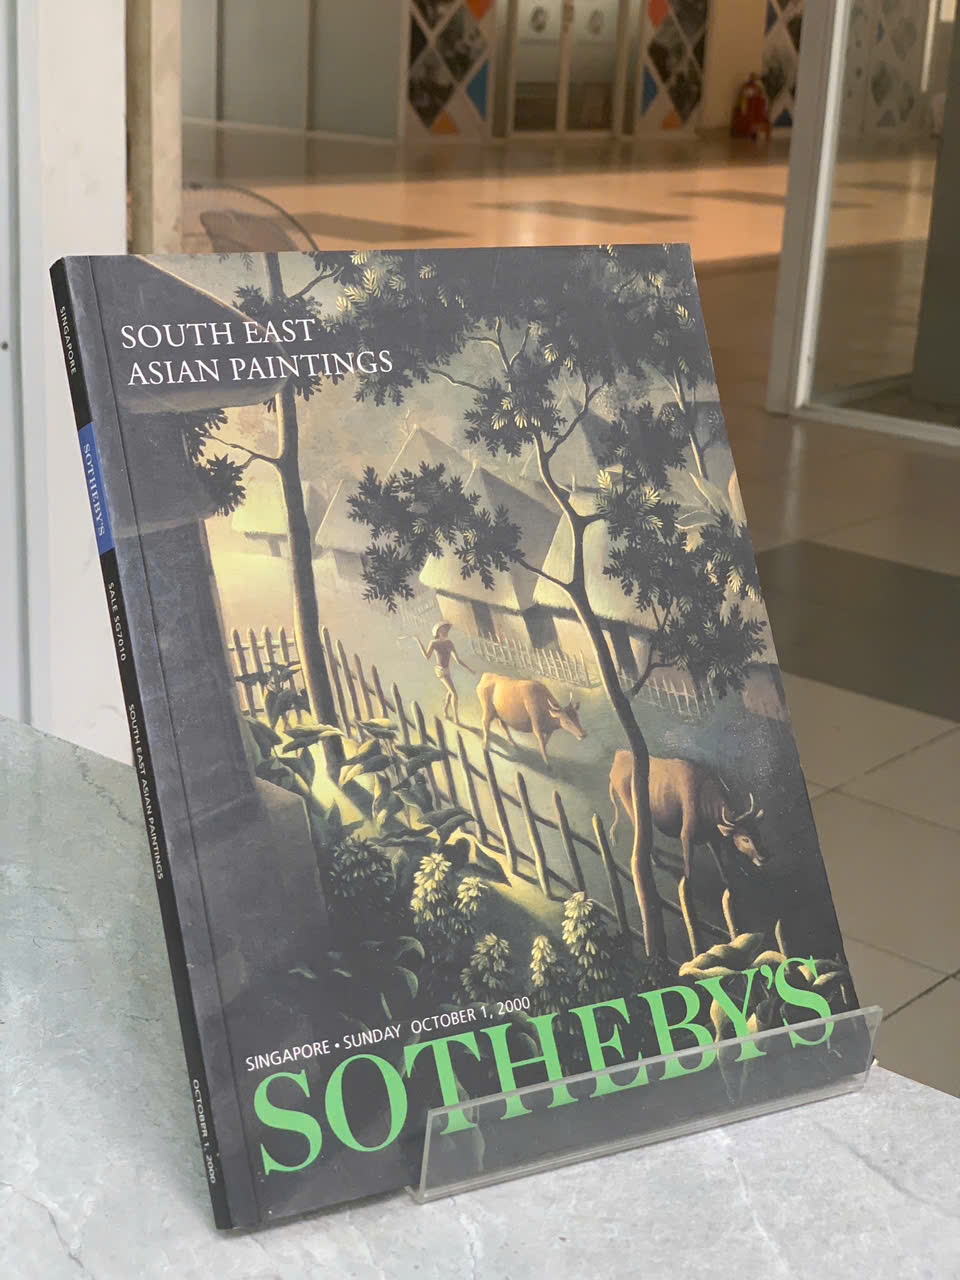 SOUTH EAST
ASIAN PAINTINGS
SINGAPORE • SUNDAY OCTOBER 1, 2000
SOTHEBY'S
SINGAPORE
SOTHEBY'S
SALE SG7010
SOUTH EAST ASIAN PAINTINGS
OCTOBER 1, 2000